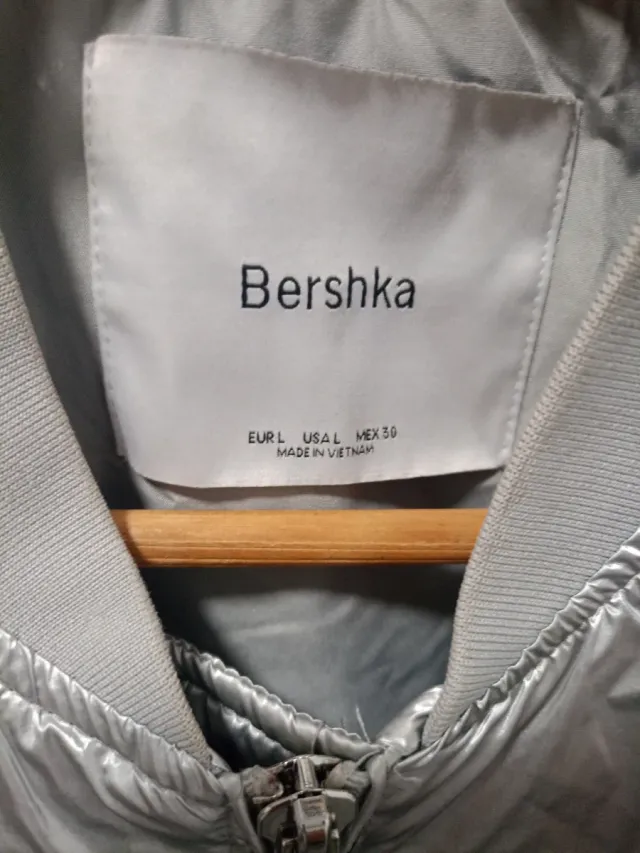 Bershka
EUR L USA L MEX 30
MADE IN VIETNAM